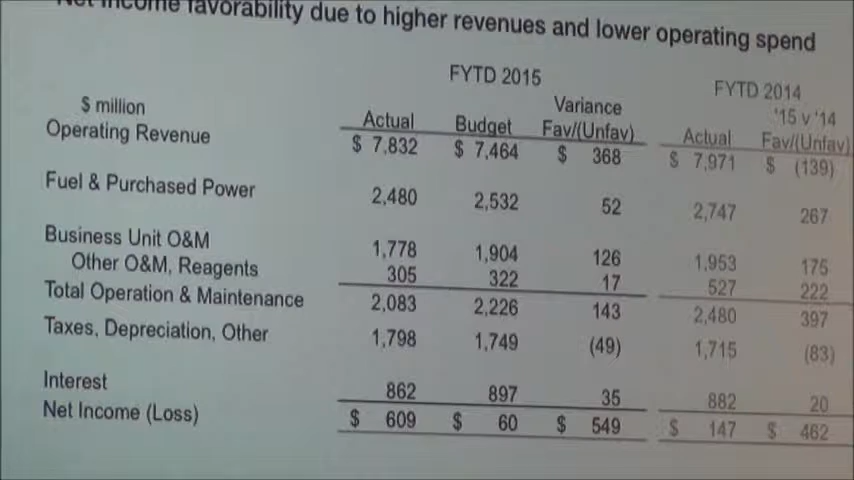 Net Income favorability due to higher revenues and lower operating spend
FYTD 2015 FYTD 2014
$ million Variance '15 v '14
Actual Budget Fav/(Unfav) Actual Fav/(Unfav)
Operating Revenue $ 7,832 $ 7,464 $ 368 $ 7,971 $ (139)
Fuel & Purchased Power 2,480 2,532 52 2,747 267
Business Unit O&M 1,778 1,904 126 1,953 175
Other O&M, Reagents 305 322 17 527 222
Total Operation & Maintenance 2,083 2,226 143 2,480 397
Taxes, Depreciation, Other 1,798 1,749 (49) 1,715 (83)
Interest 862 897 35 882 20
Net Income (Loss) $ 609 $ 60 $ 549 $ 147 $ 462